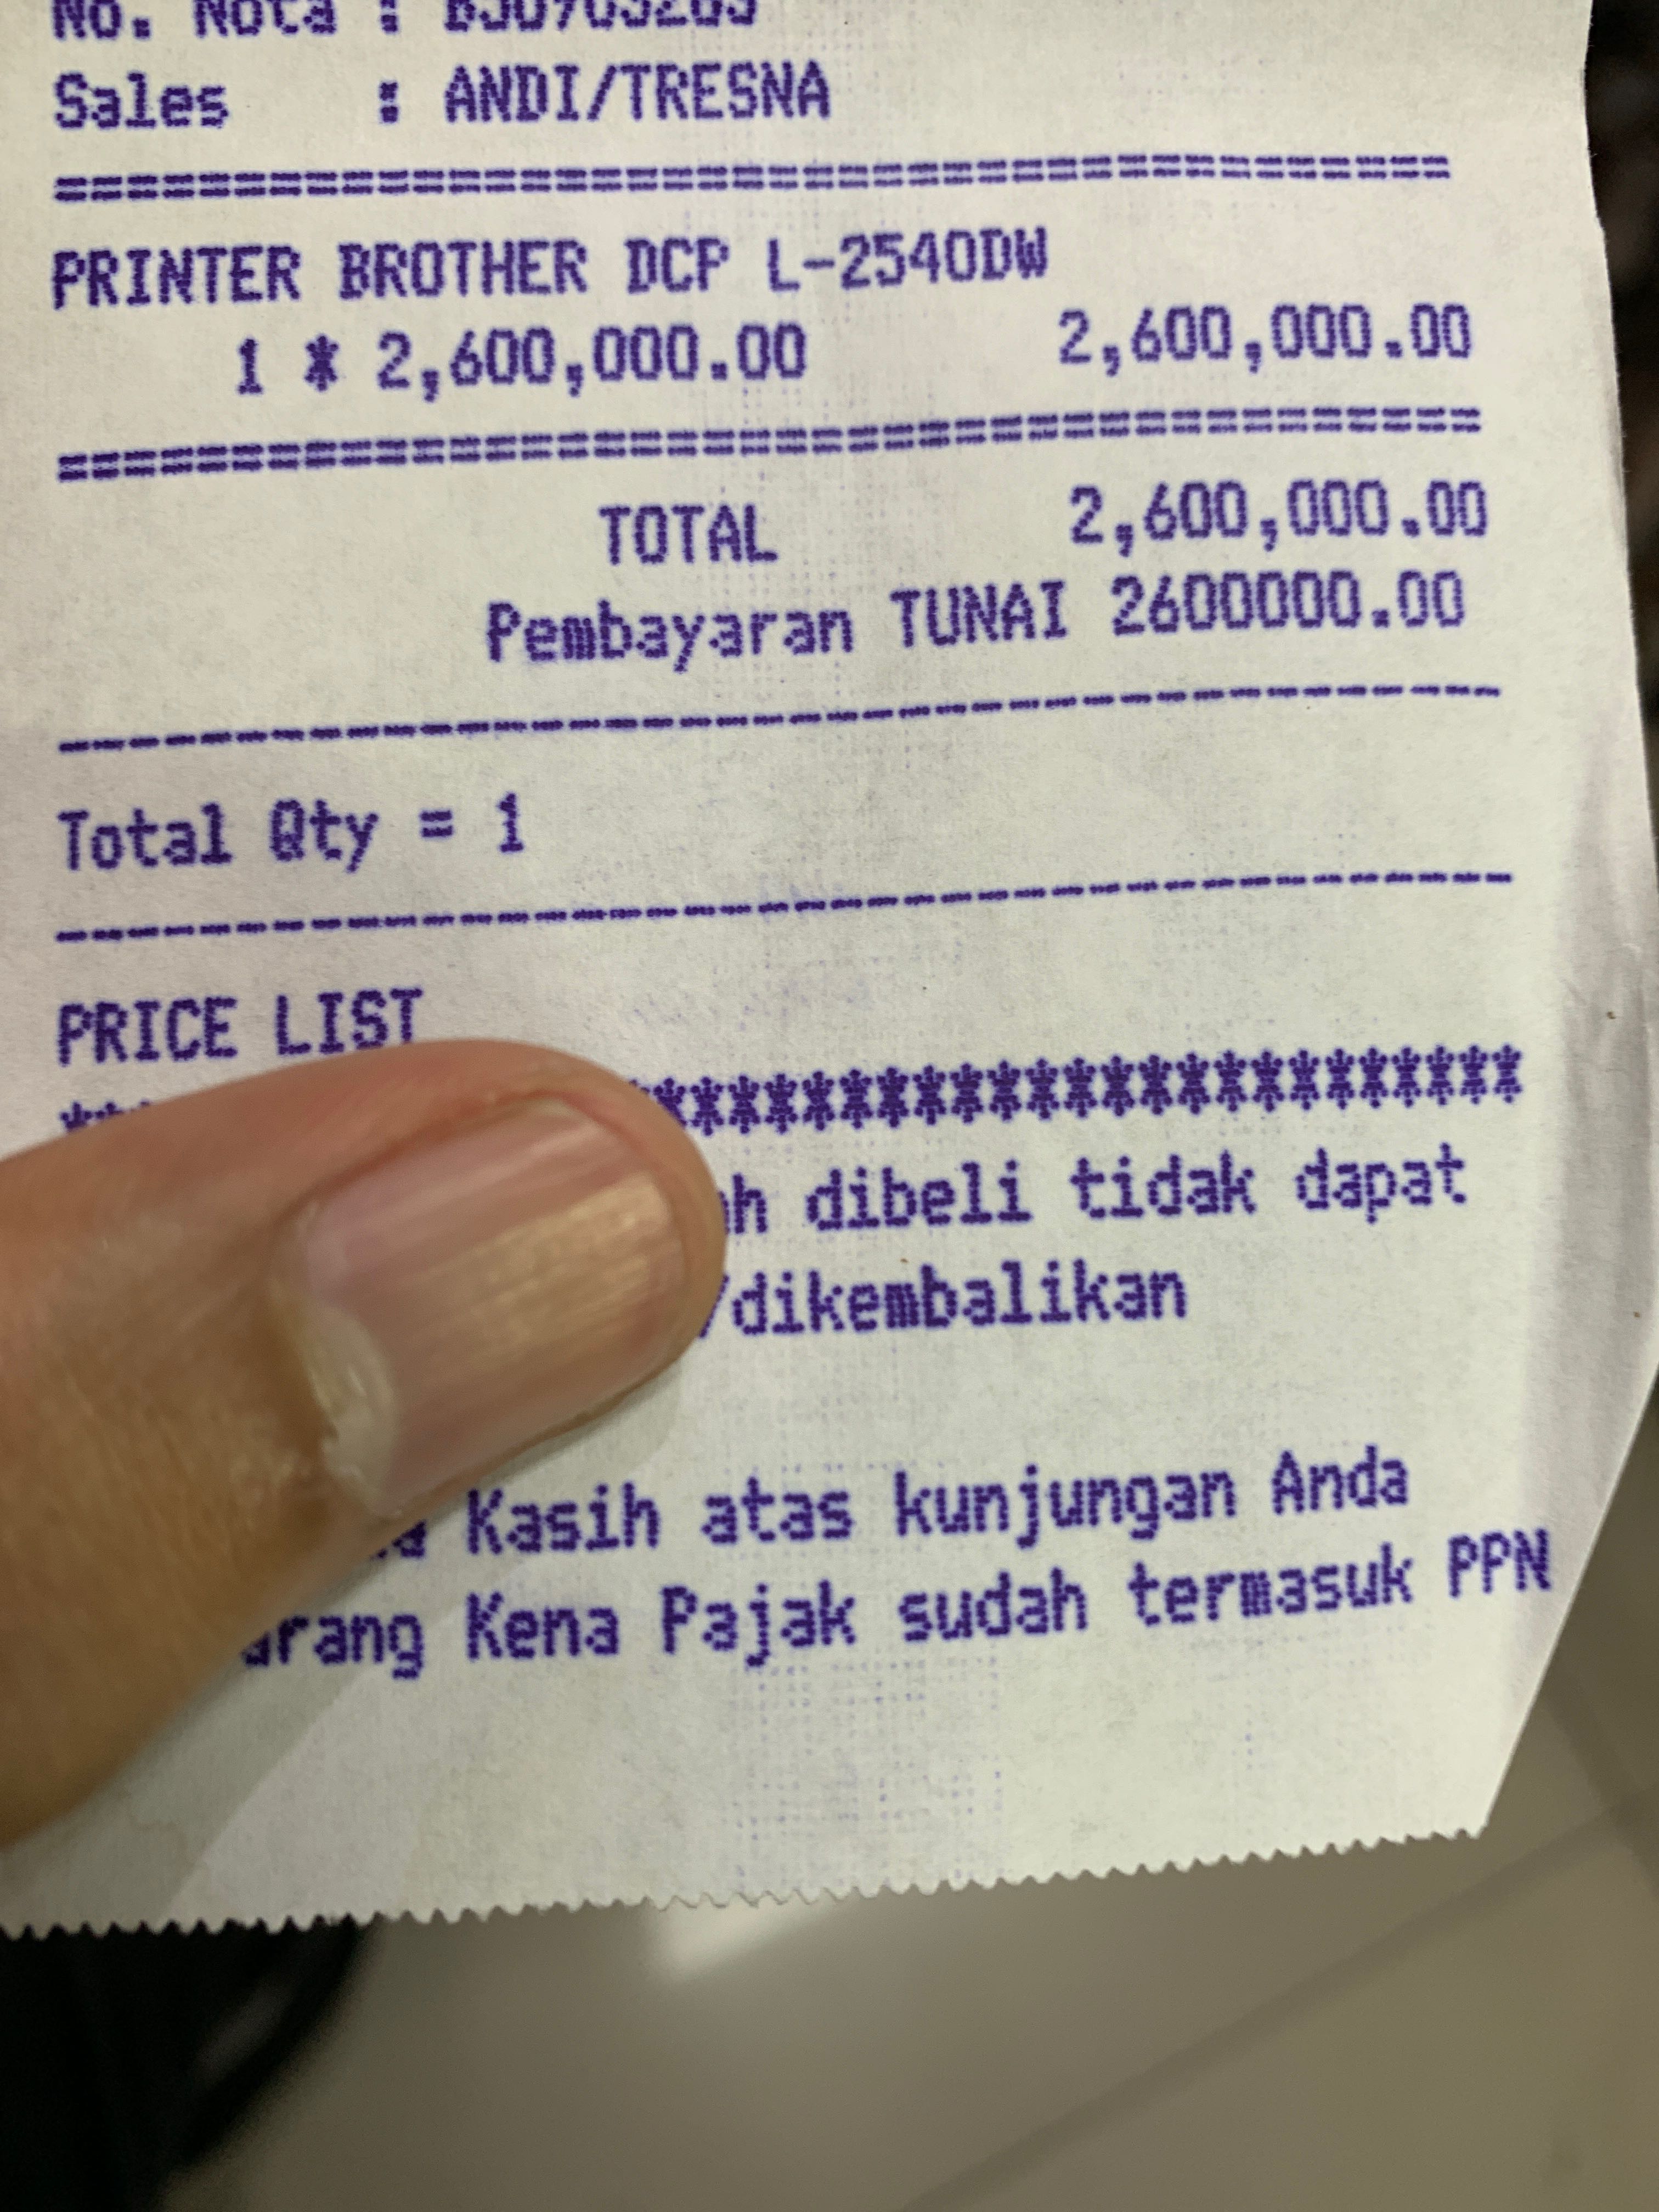 No. Nota :
Sales : ANDI/TRESNA
PRINTER BROTHER DCP L-2540DW
1 * 2,600,000.00 2,600,000.00
TOTAL 2,600,000.00
Pembayaran TUNAI 2600000.00
Total Qty = 1
PRICE LIST
dibeli tidak dapat
/dikembalikan
Kasih atas kunjungan Anda
Kena Pajak sudah termasuk PPN